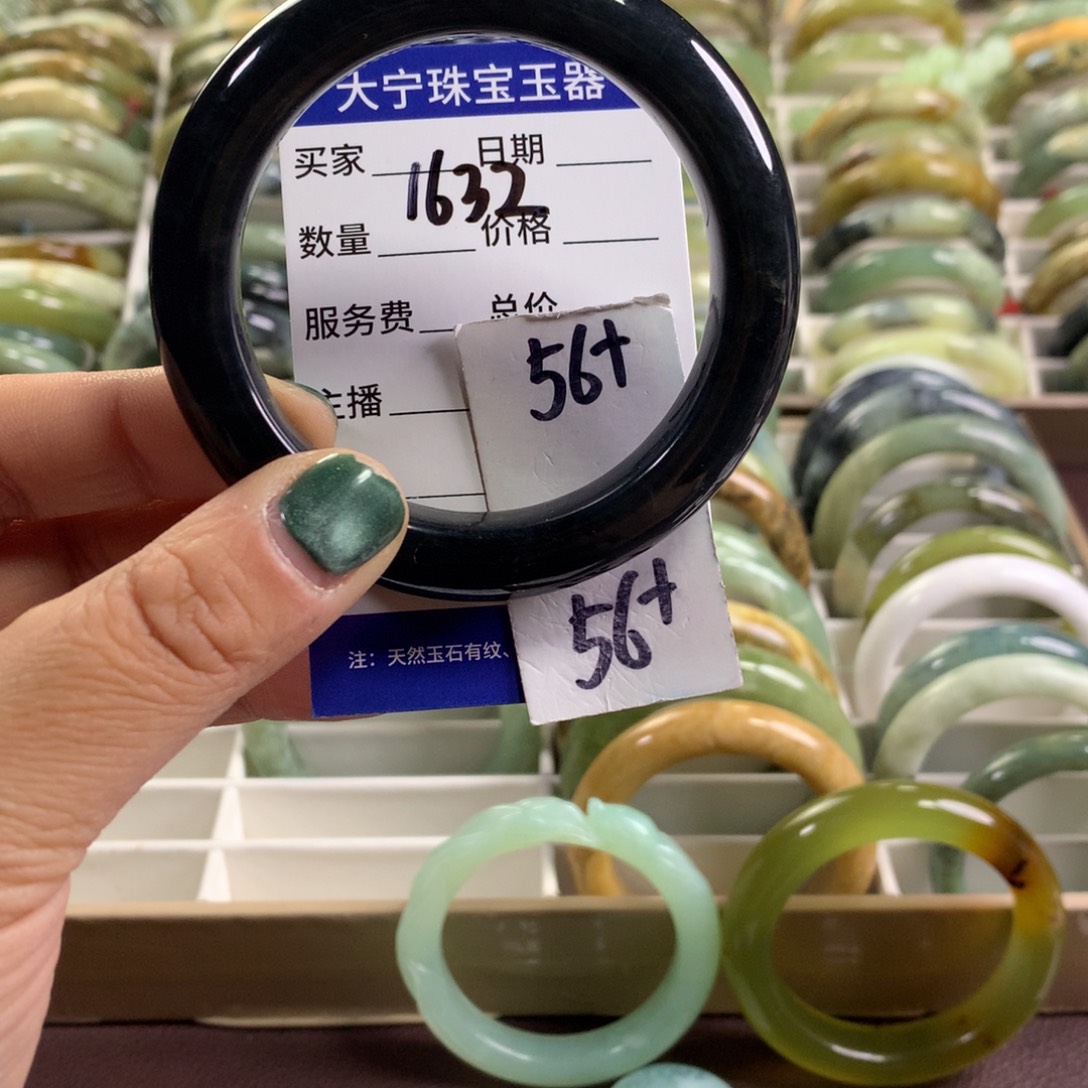 大宁珠宝玉器
买家 日期
1632
数量 价格
服务费 总价
56+
主播
56+
注：天然玉石有纹、